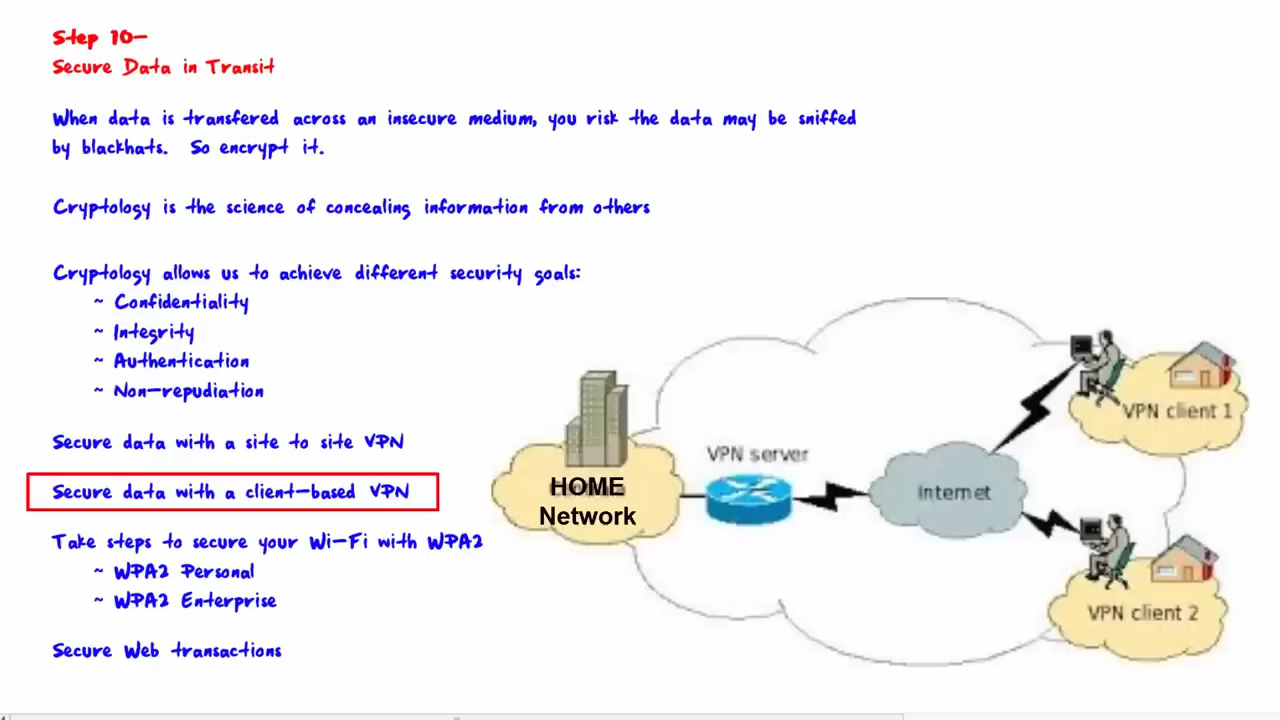 Step 10-
Secure Data in Transit
When data is transfered across an insecure medium, you risk the data may be sniffed
by blackhats. So encrypt it.
Cryptology is the science of concealing information from others
Cryptology allows us to achieve different security goals:
~ Confidentiality
~ Integrity
~ Authentication
~ Non-repudiation
Secure data with a site to site VPN
Secure data with a client-based VPN
Take steps to secure your Wi-Fi with WPA2
~ WPA2 Personal
~ WPA2 Enterprise
Secure Web transactions
HOME
Network
VPN server
Internet
VPN client 1
VPN client 2